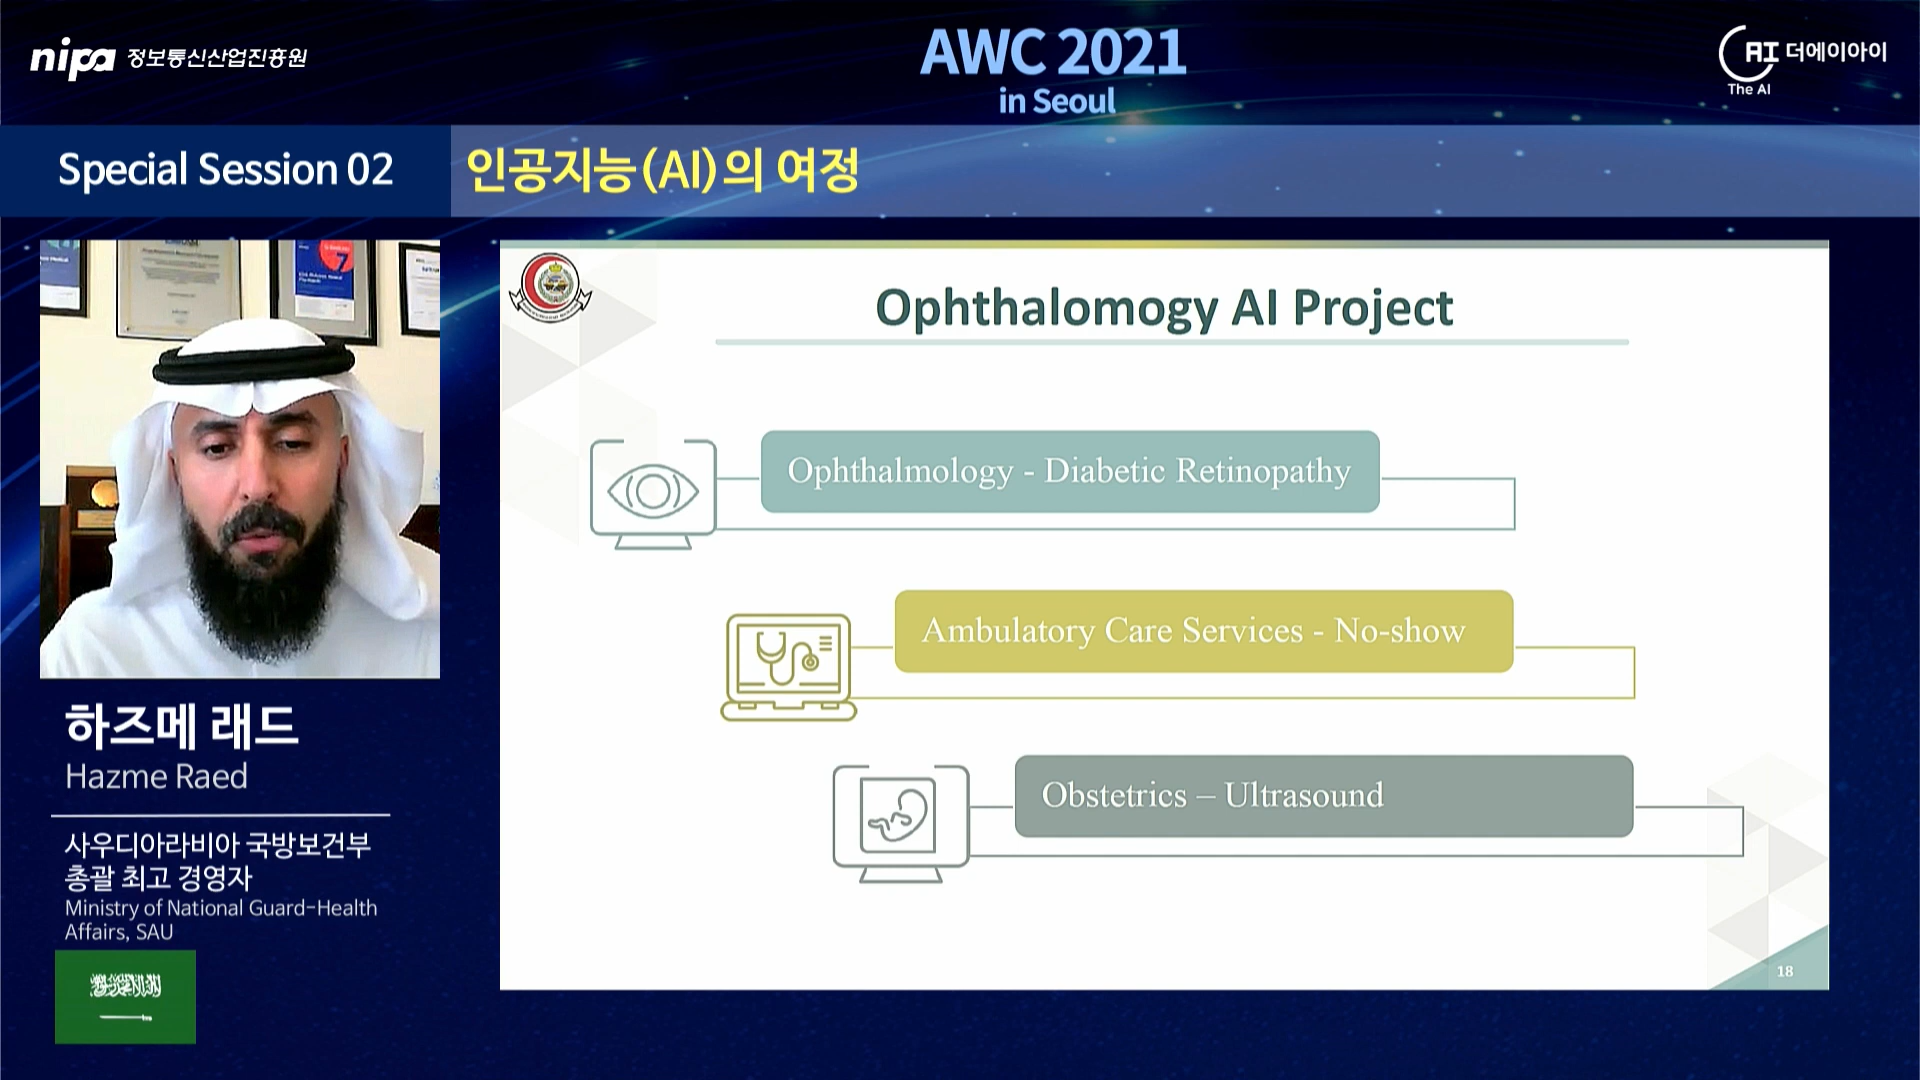 nipa 정보통신산업진흥원
AWC 2021
in Seoul
AI 더에이아이
The AI
Special Session 02
인공지능(AI)의 여정
Ophthalomogy AI Project
Ophthalmology - Diabetic Retinopathy
Ambulatory Care Services - No-show
Obstetrics – Ultrasound
18
하즈메 래드
Hazme Raed
사우디아라비아 국방보건부
총괄 최고 경영자
Ministry of National Guard-Health
Affairs, SAU